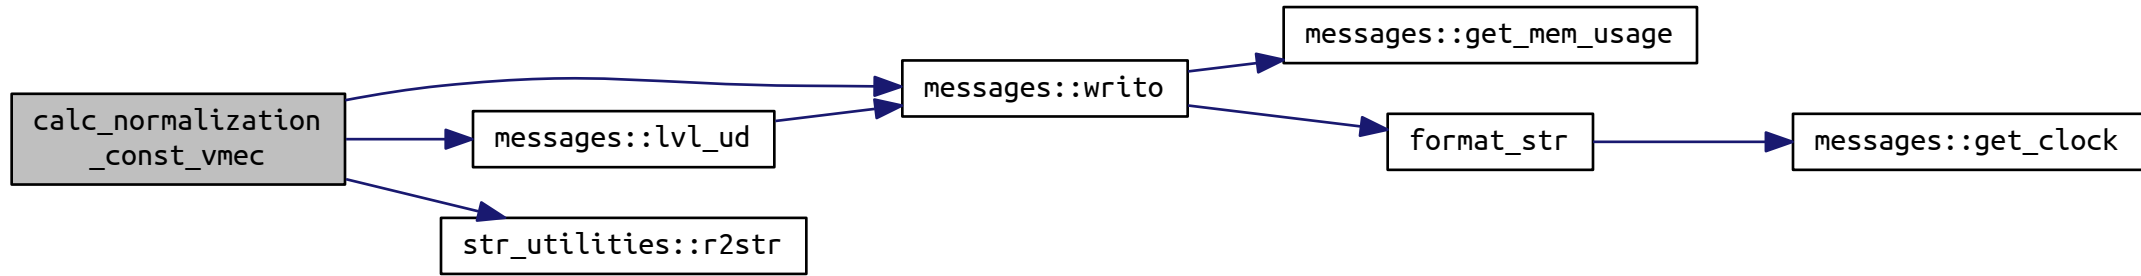 calc_normalization
_const_vmec
messages::lvl_ud
str_utilities::r2str
messages::writo
messages::get_mem_usage
format_str
messages::get_clock